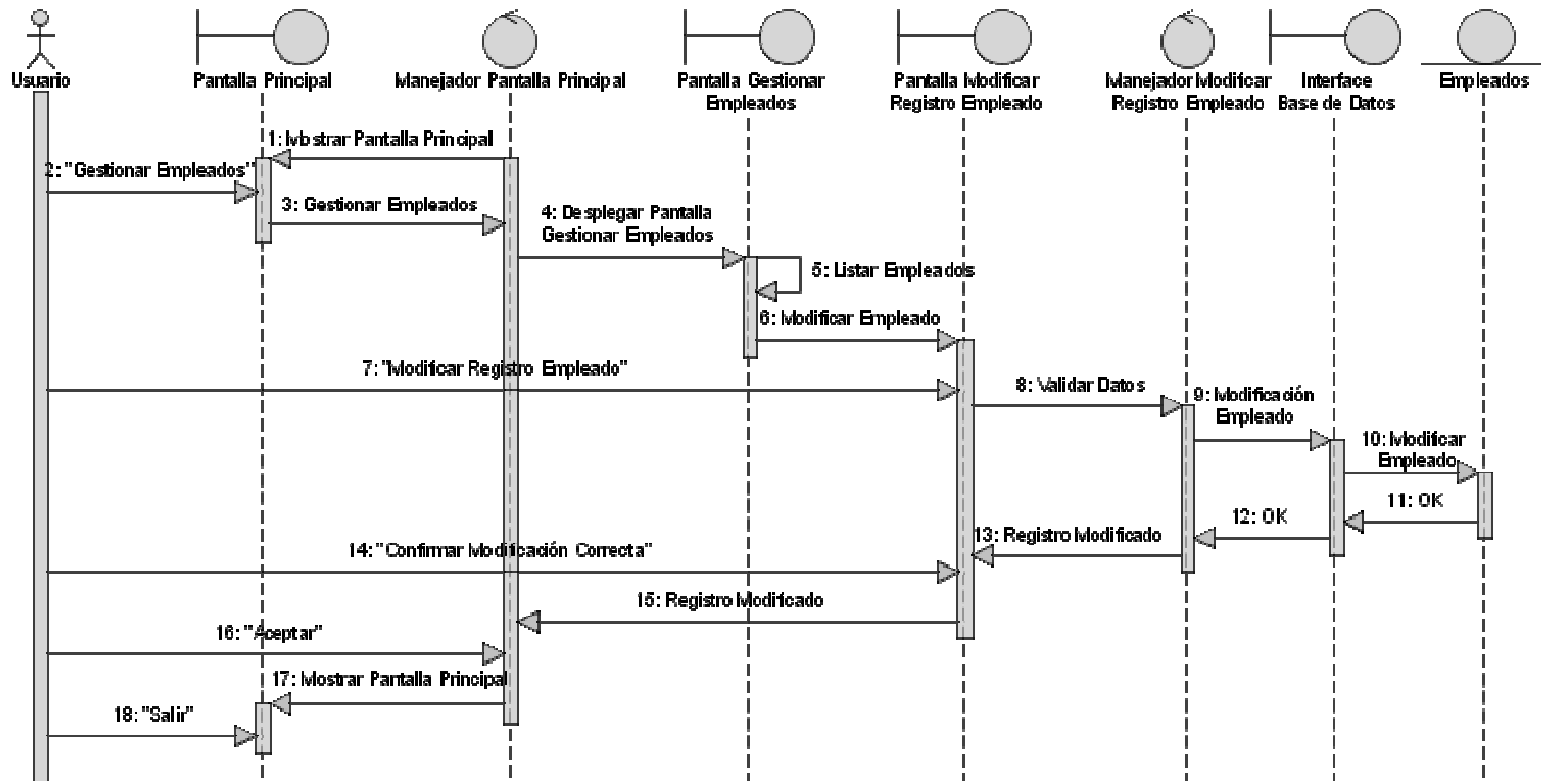 Usuario
Pantalla Principal
Manejador Pantalla Principal
Pantalla Gestionar
Empleados
Pantalla Modificar
Registro Empleado
Manejador Modificar
Registro Empleado
Interface
Base de Datos
Empleados
1: Mostrar Pantalla Principal
2: "Gestionar Empleados"
3: Gestionar Empleados
4: Desplegar Pantalla
Gestionar Empleados
5: Listar Empleados
6: Modificar Empleado
7: "Modificar Registro Empleado"
8: Validar Datos
9: Modificación
Empleado
10: Modificar
Empleado
11: OK
12: OK
13: Registro Modificado
14: "Confirmar Modificación Correcta"
15: Registro Modificado
16: "Aceptar"
17: Mostrar Pantalla Principal
18: "Salir"